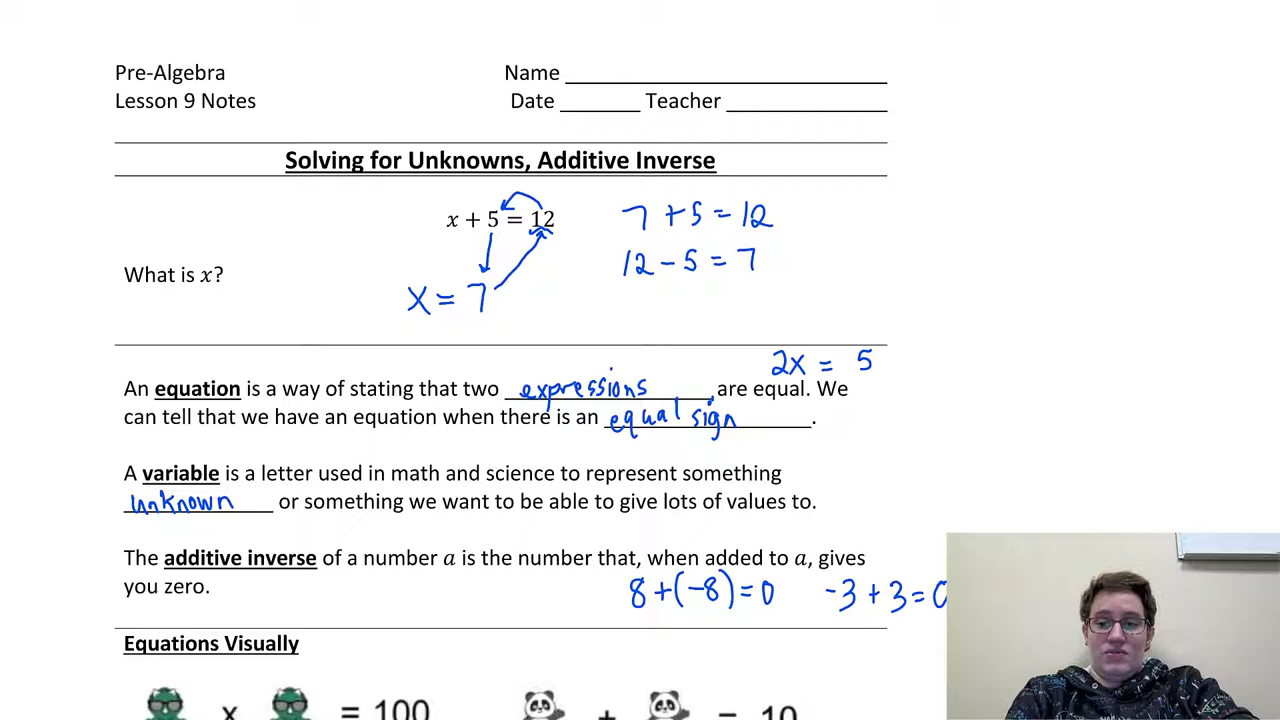 Pre-Algebra Name
Lesson 9 Notes Date Teacher
Solving for Unknowns, Additive Inverse
x + 5 = 12 7 + 5 = 12
12 - 5 = 7
What is x?
x = 7
2x = 5
An equation is a way of stating that two expressions are equal. We
can tell that we have an equation when there is an equal sign.
A variable is a letter used in math and science to represent something
unknown or something we want to be able to give lots of values to.
The additive inverse of a number a is the number that, when added to a, gives
you zero.
8 + (-8) = 0 -3 + 3 = 0
Equations Visually
x = 100 + = 10